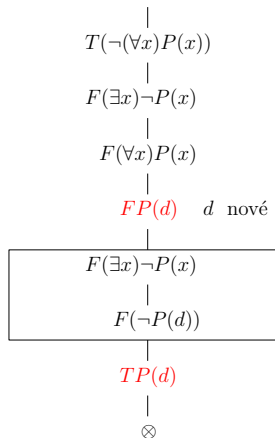 T(¬(∀x)P(x))
F(∃x)¬P(x)
F(∀x)P(x)
FP(d) d nové
F(∃x)¬P(x)
F(¬P(d))
TP(d)
⊗